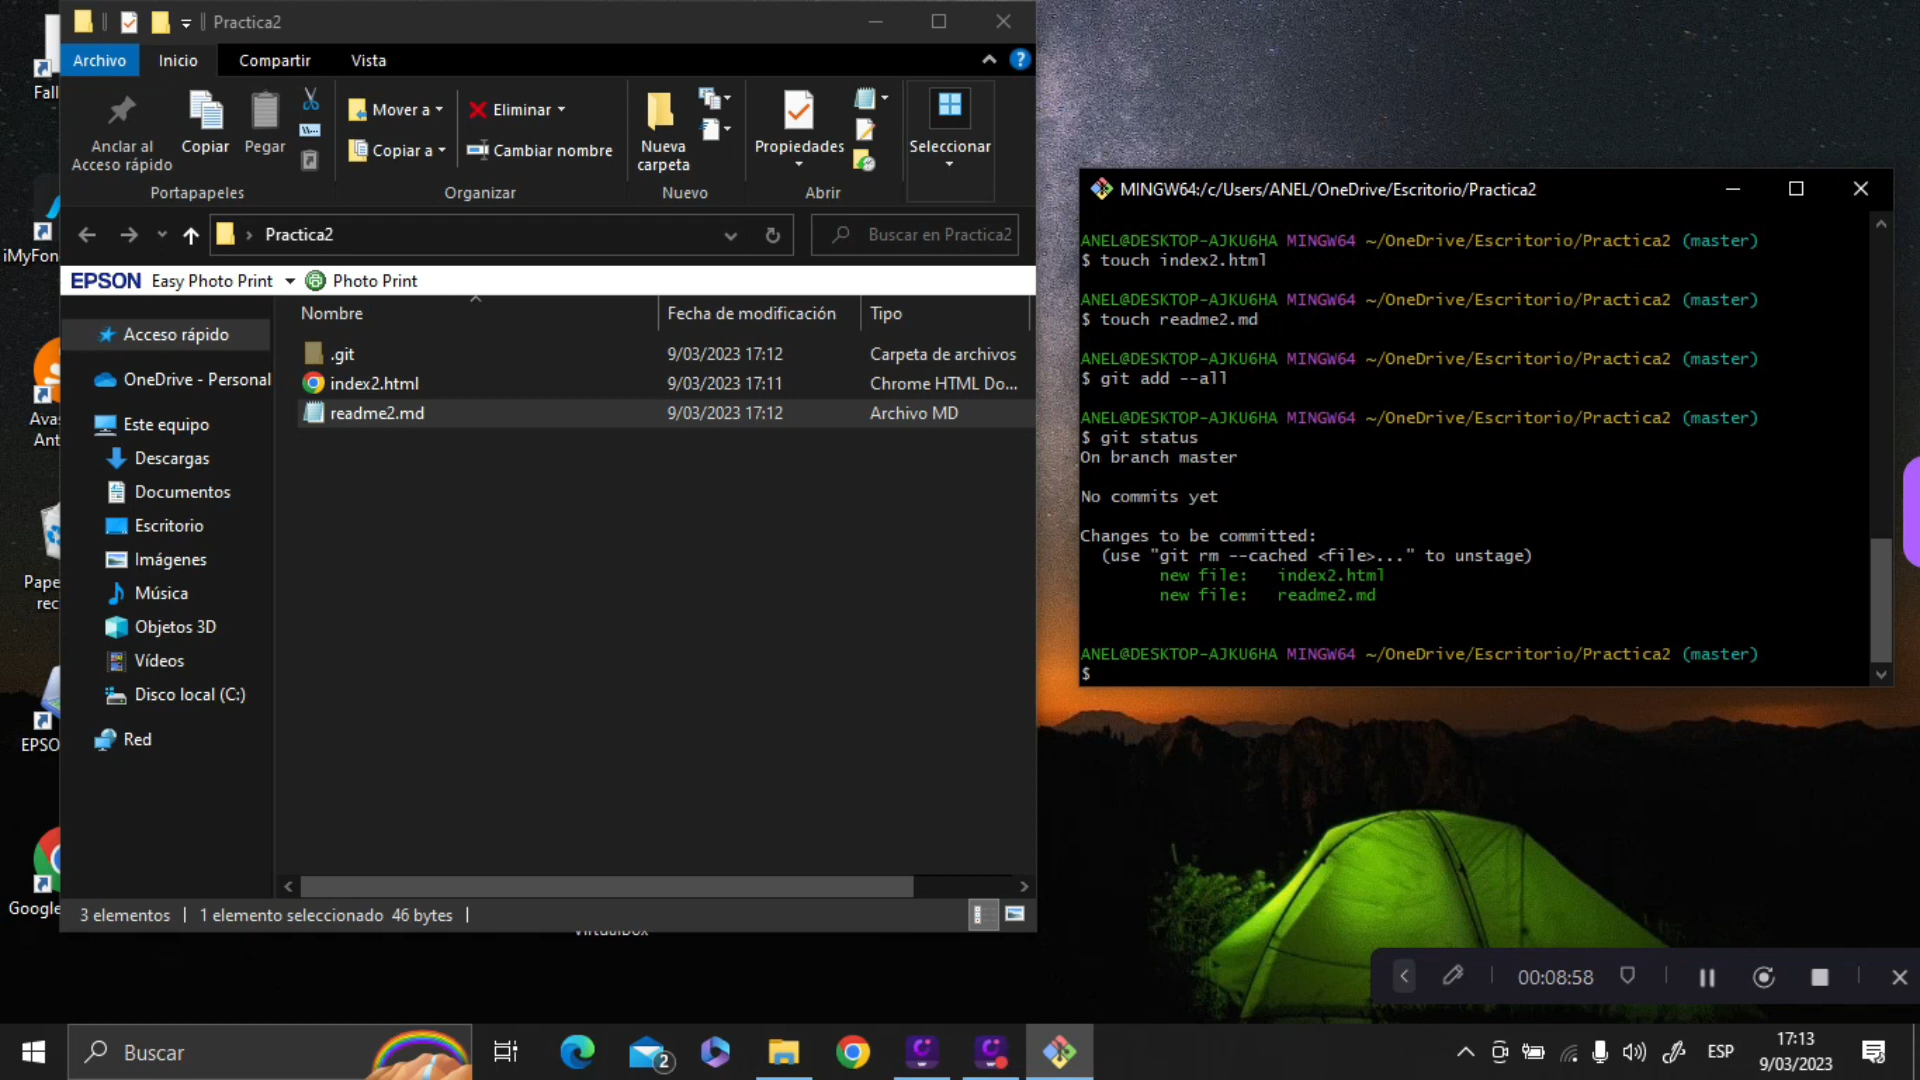 Practica2
Archivo
Inicio
Compartir
Vista
Anclar al
Acceso rápido
Copiar
Pegar
Mover a
Copiar a
Eliminar
Cambiar nombre
Nueva
carpeta
Propiedades
Seleccionar
Portapapeles
Organizar
Nuevo
Abrir
Practica2
Buscar en Practica2
EPSON Easy Photo Print
Photo Print
Nombre
Fecha de modificación
Tipo
.git 9/03/2023 17:12 Carpeta de archivos
index2.html 9/03/2023 17:11 Chrome HTML Do...
readme2.md 9/03/2023 17:12 Archivo MD
Acceso rápido
OneDrive - Personal
Este equipo
Descargas
Documentos
Escritorio
Imágenes
Música
Objetos 3D
Vídeos
Disco local (C:)
Red
3 elementos
1 elemento seleccionado 46 bytes
Fall
iMyFon
Avas
Ant
Pape
rec
EPSO
Google
MINGW64:/c/Users/ANEL/OneDrive/Escritorio/Practica2
ANEL@DESKTOP-AJKU6HA MINGW64 ~/OneDrive/Escritorio/Practica2 (master)
$ touch index2.html
ANEL@DESKTOP-AJKU6HA MINGW64 ~/OneDrive/Escritorio/Practica2 (master)
$ touch readme2.md
ANEL@DESKTOP-AJKU6HA MINGW64 ~/OneDrive/Escritorio/Practica2 (master)
$ git add --all
ANEL@DESKTOP-AJKU6HA MINGW64 ~/OneDrive/Escritorio/Practica2 (master)
$ git status
On branch master
No commits yet
Changes to be committed:
(use "git rm --cached <file>..." to unstage)
new file: index2.html
new file: readme2.md
ANEL@DESKTOP-AJKU6HA MINGW64 ~/OneDrive/Escritorio/Practica2 (master)
$
00:08:58
Buscar
2
ESP
17:13
9/03/2023